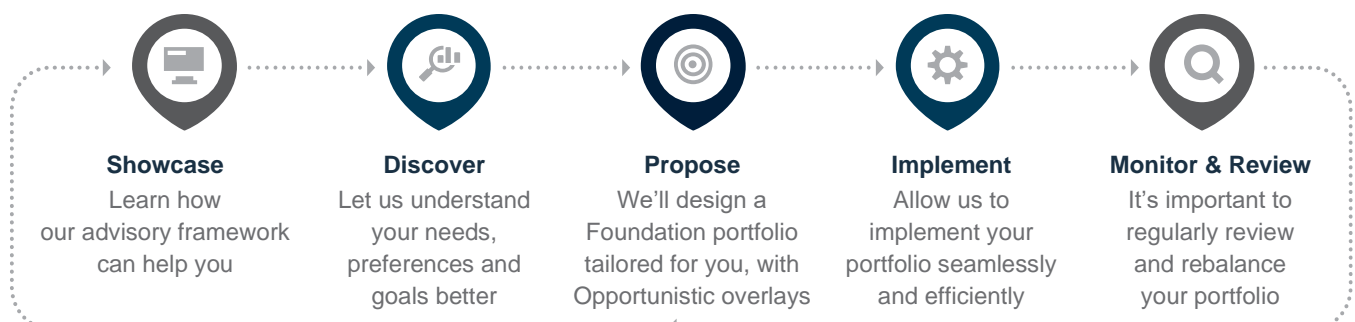 Showcase
Learn how
our advisory framework
can help you
Discover
Let us understand
your needs,
preferences and
goals better
Propose
We’ll design a
Foundation portfolio
tailored for you, with
Opportunistic overlays
Implement
Allow us to
implement your
portfolio seamlessly
and efficiently
Monitor & Review
It’s important to
regularly review
and rebalance
your portfolio